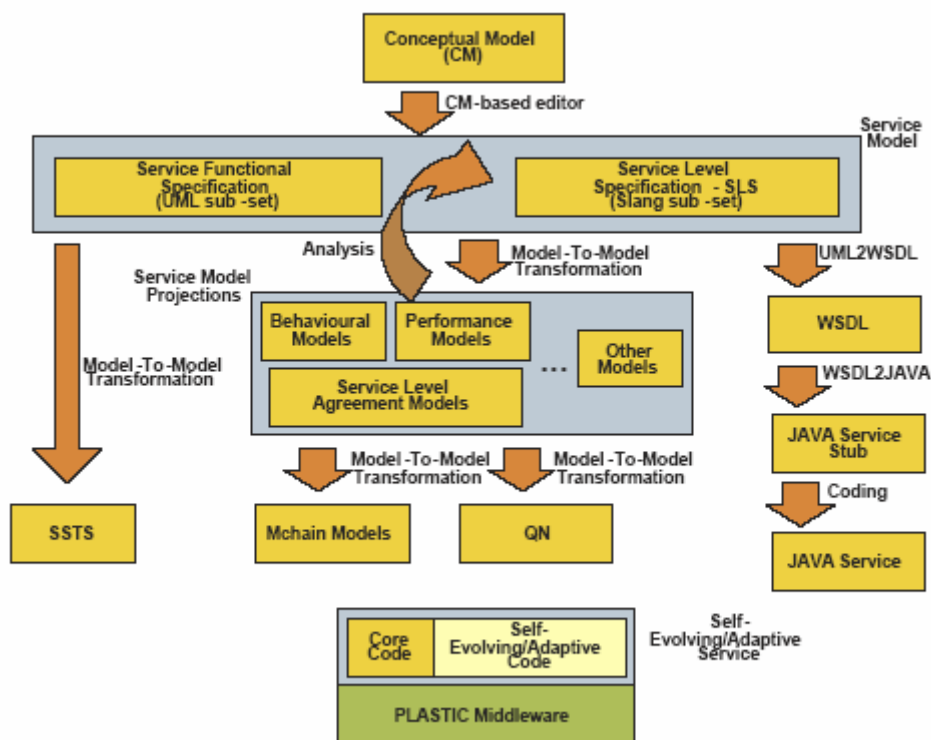 Conceptual Model
(CM)
CM-based editor
Service
Model
Service Functional
Specification
(UML sub -set)
Service Level
Specification - SLS
(Slang sub -set)
Analysis
Model -To-Model
Transformation
UML2WSDL
Service Model
Projections
Behavioural
Models
Performance
Models
...
Other
Models
Service Level
Agreement Models
WSDL
Model -To-Model
Transformation
WSDL2JAVA
JAVA Service
Stub
Model -To-Model
Transformation
Model -To-Model
Transformation
Coding
SSTS
Mchain Models
QN
JAVA Service
Core
Code
Self-
Evolving/Adaptive
Code
Self-
Evolving/Adaptive
Service
PLASTIC Middleware